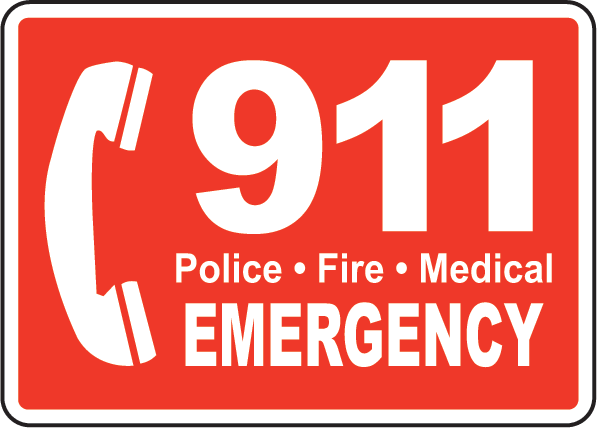 911
Police • Fire • Medical
EMERGENCY